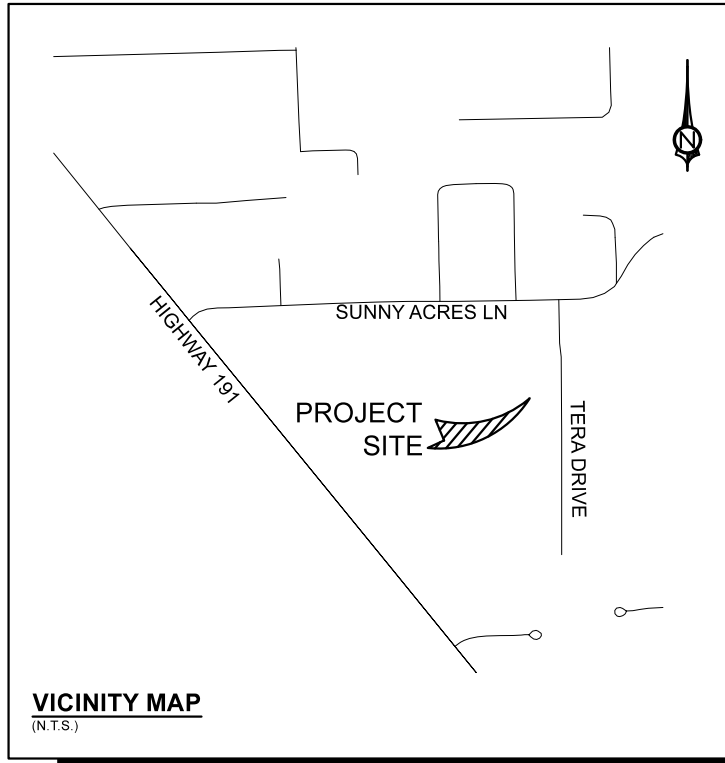 N
SUNNY ACRES LN
HIGHWAY 191
PROJECT
SITE
TERA DRIVE
VICINITY MAP
(N.T.S.)